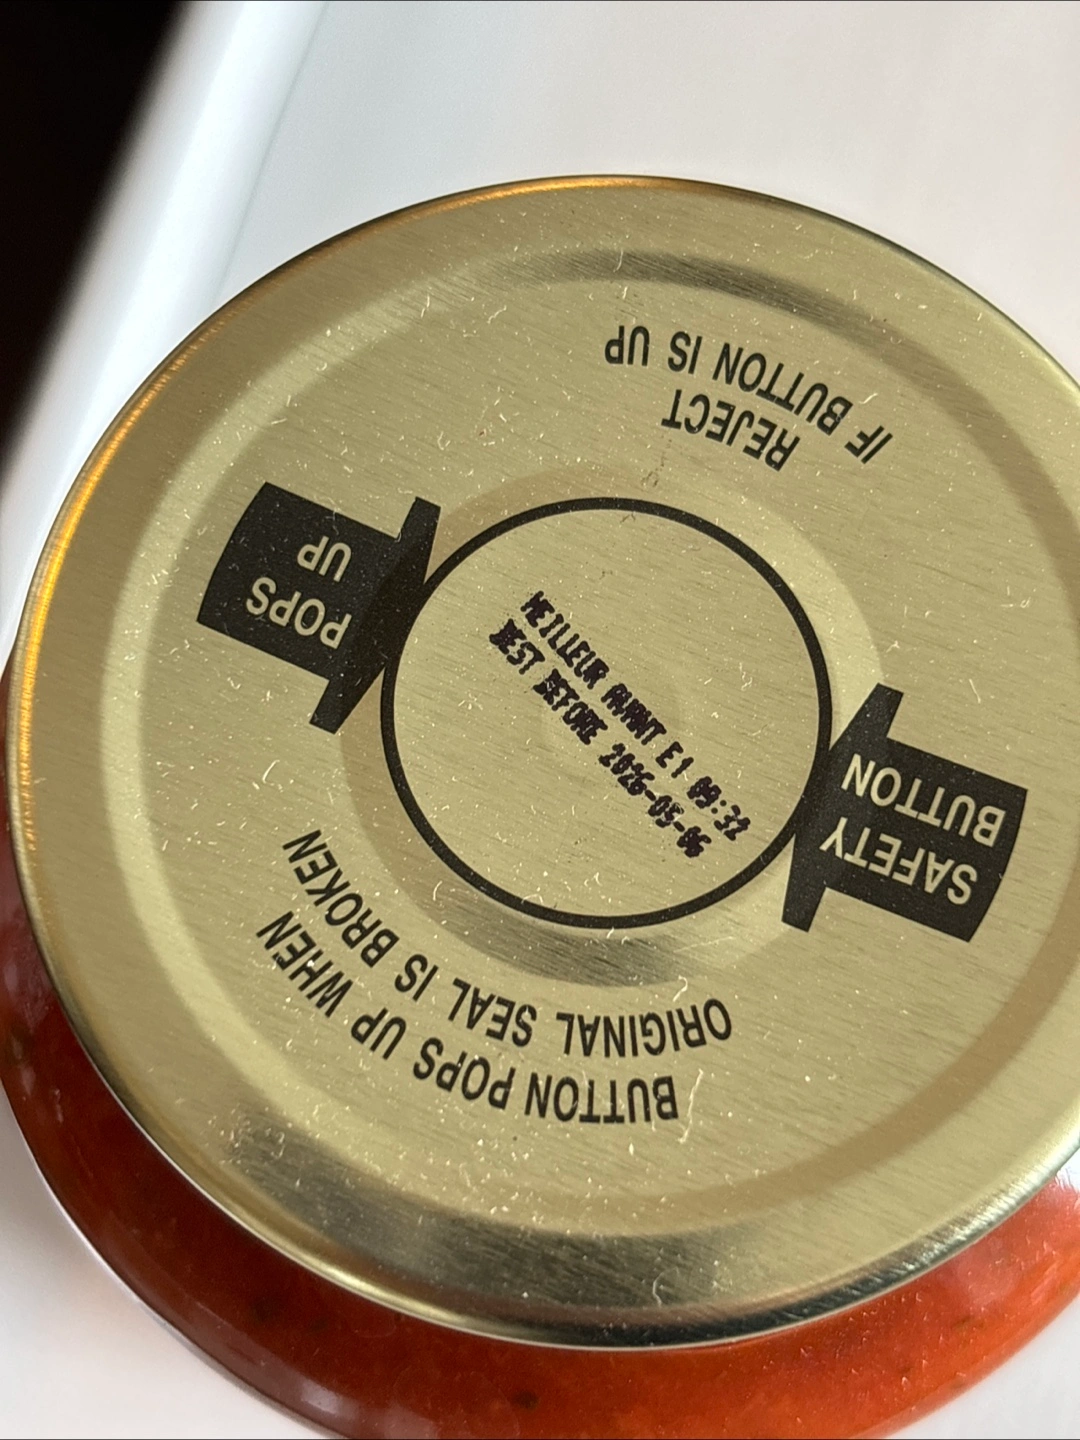 REJECT
IF BUTTON IS UP
POPS
UP
SAFETY
BUTTON
MEILLEUR AVANT E1 09:32
BEST BEFORE 2026-05-06
BUTTON POPS UP WHEN
ORIGINAL SEAL IS BROKEN